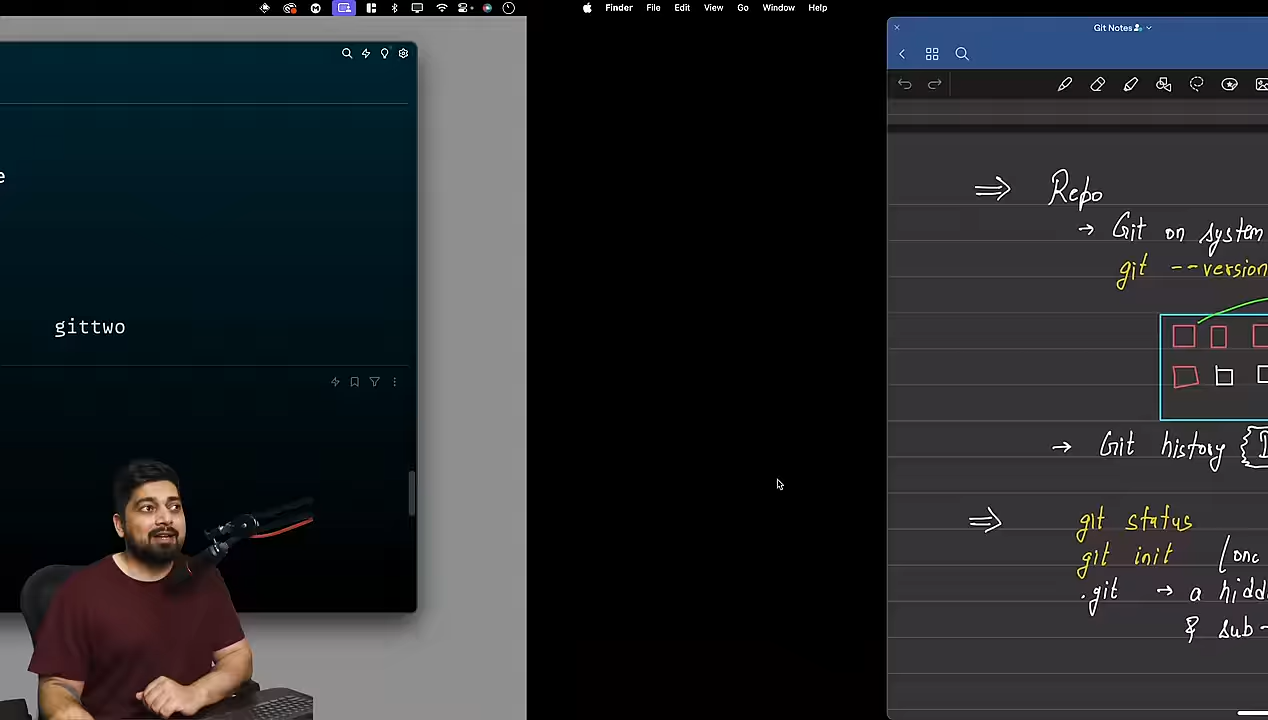 Finder File Edit View Go Window Help
Git Notes
e
gittwo
⇒ Repo
→ Git on system
git --version
→ Git history
⇒ git status
git init (onc
.git → a hidd
& sub-